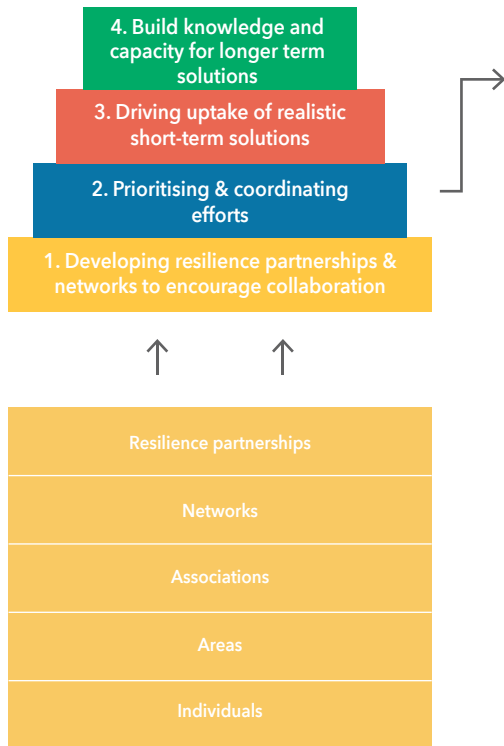 4. Build knowledge and
capacity for longer term
solutions
3. Driving uptake of realistic
short-term solutions
2. Prioritising & coordinating
efforts
1. Developing resilience partnerships &
networks to encourage collaboration
Resilience partnerships
Networks
Associations
Areas
Individuals